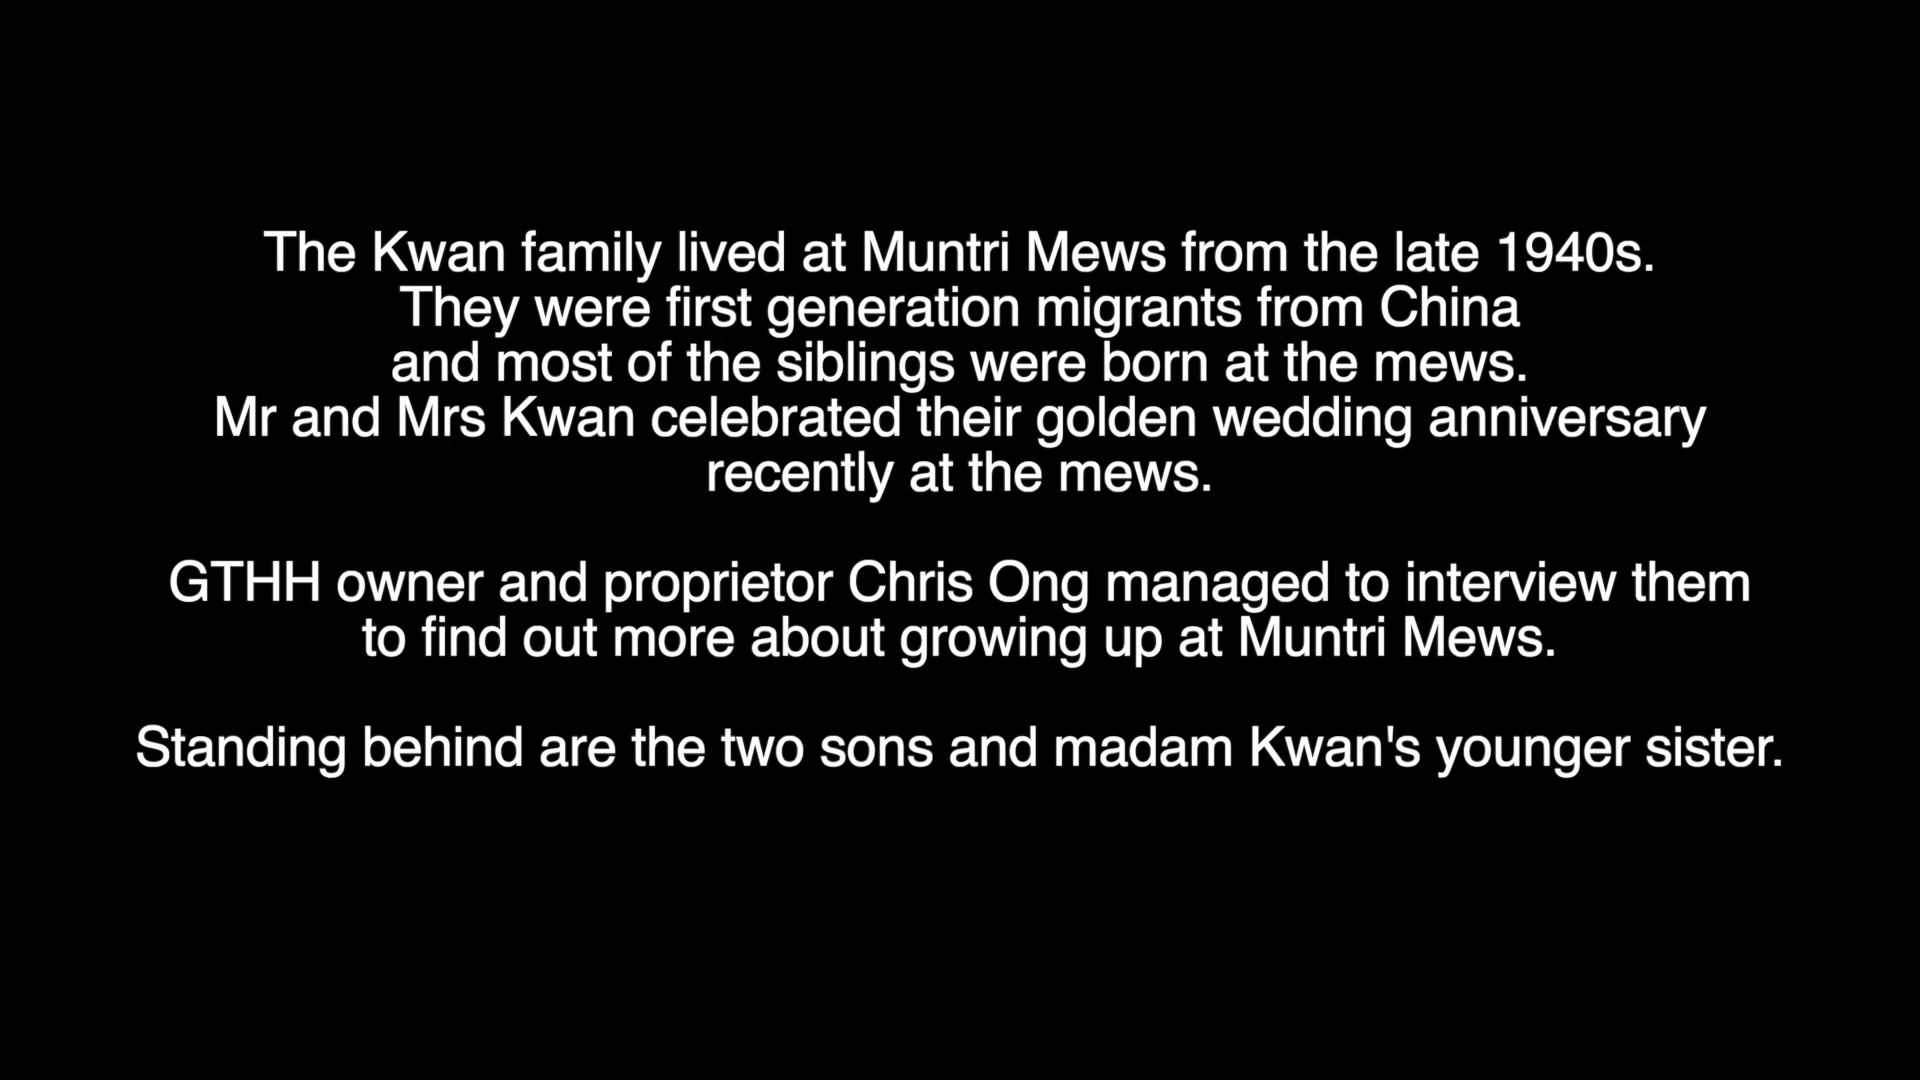 The Kwan family lived at Muntri Mews from the late 1940s.
They were first generation migrants from China
and most of the siblings were born at the mews.
Mr and Mrs Kwan celebrated their golden wedding anniversary
recently at the mews.
GTHH owner and proprietor Chris Ong managed to interview them
to find out more about growing up at Muntri Mews.
Standing behind are the two sons and madam Kwan's younger sister.